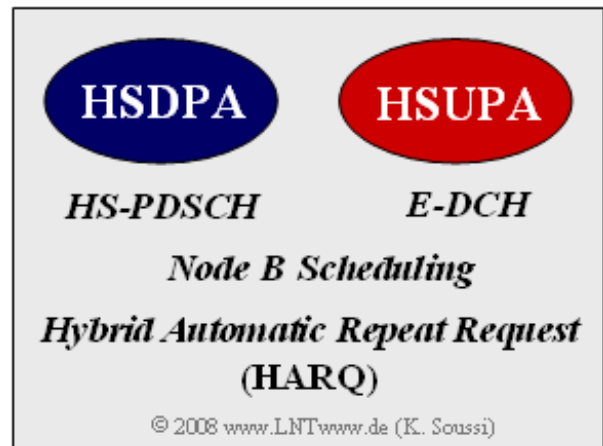 HSDPA HSUPA
HS-PDSCH E-DCH
Node B Scheduling
Hybrid Automatic Repeat Request
(HARQ)
© 2008 www.LNTwww.de (K. Soussi)